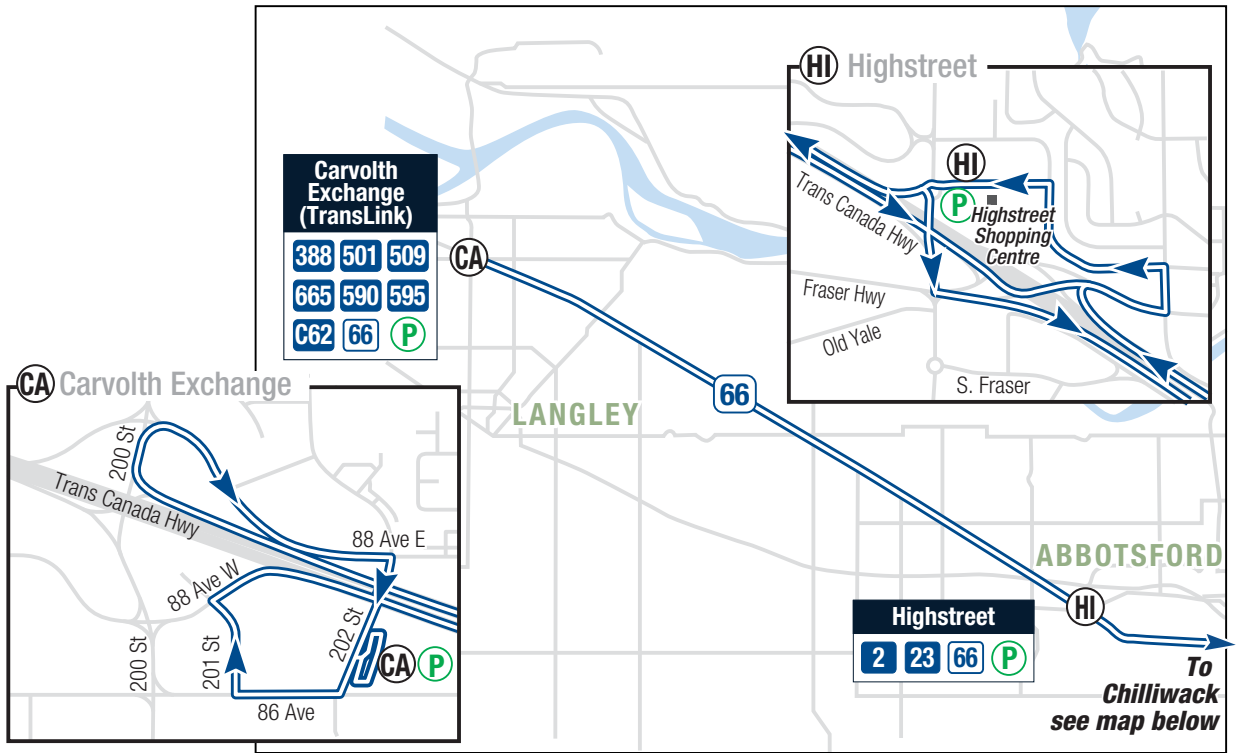 HI Highstreet
HI
P
Highstreet
Shopping
Centre
Trans Canada Hwy
Fraser Hwy
Old Yale
S. Fraser
Carvolth
Exchange
(TransLink)
388 501 509
665 590 595
C62 66 P
CA
66
LANGLEY
ABBOTSFORD
HI
Highstreet
2 23 66 P
To
Chilliwack
see map below
CA Carvolth Exchange
200 St
Trans Canada Hwy
88 Ave E
88 Ave W
202 St
200 St
201 St
CA P
86 Ave